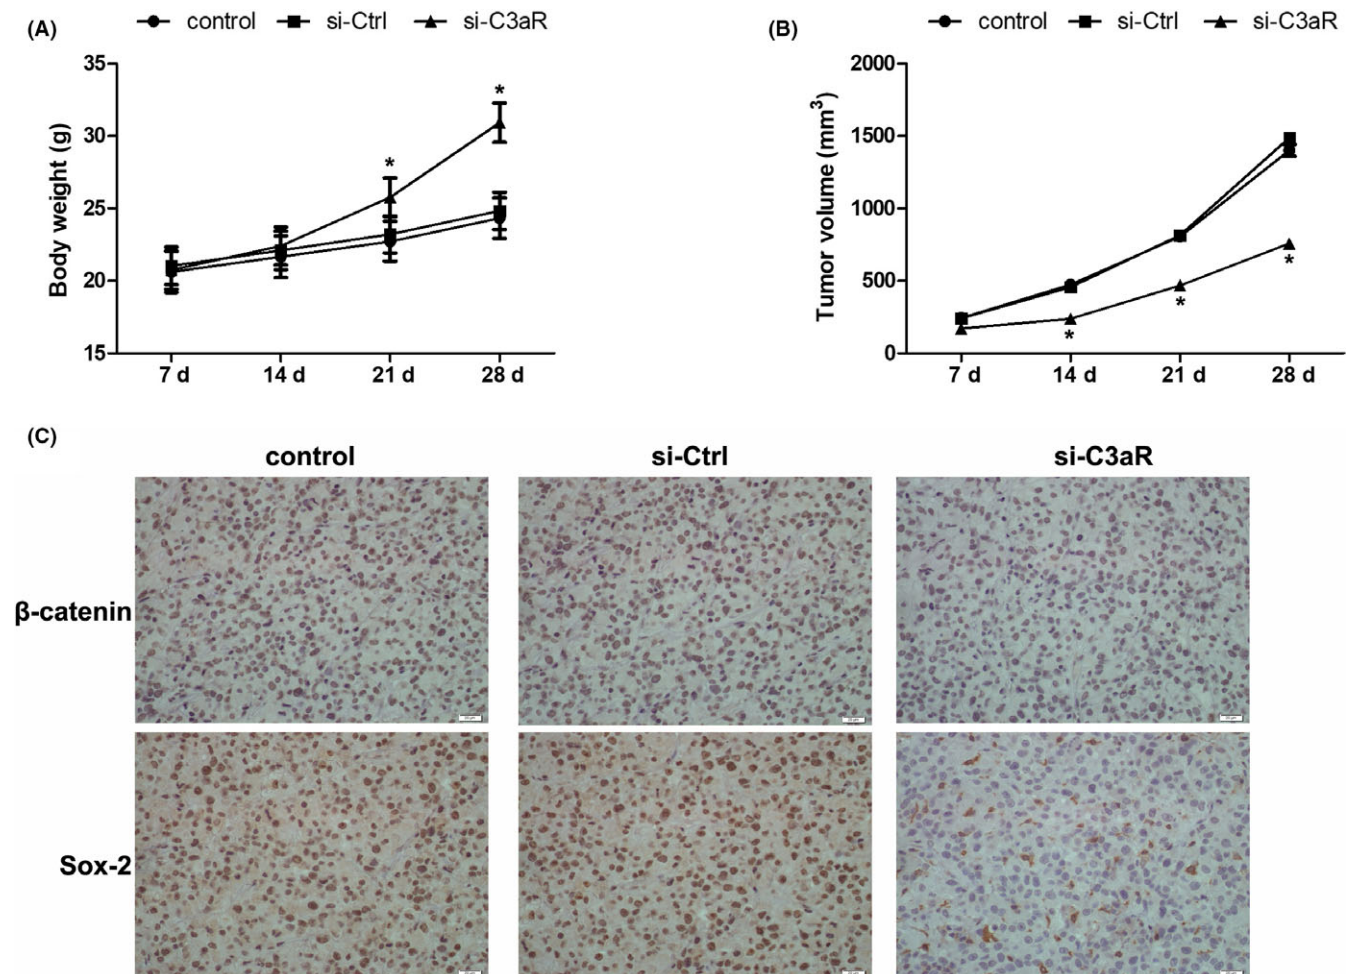 (A) control si-Ctrl si-C3aR
35
30
25
20
15
Body weight (g)
*
*
7 d 14 d 21 d 28 d
(B) control si-Ctrl si-C3aR
2000
1500
1000
500
0
Tumor volume (mm³)
*
*
*
7 d 14 d 21 d 28 d
(C)
control si-Ctrl si-C3aR
β-catenin
Sox-2